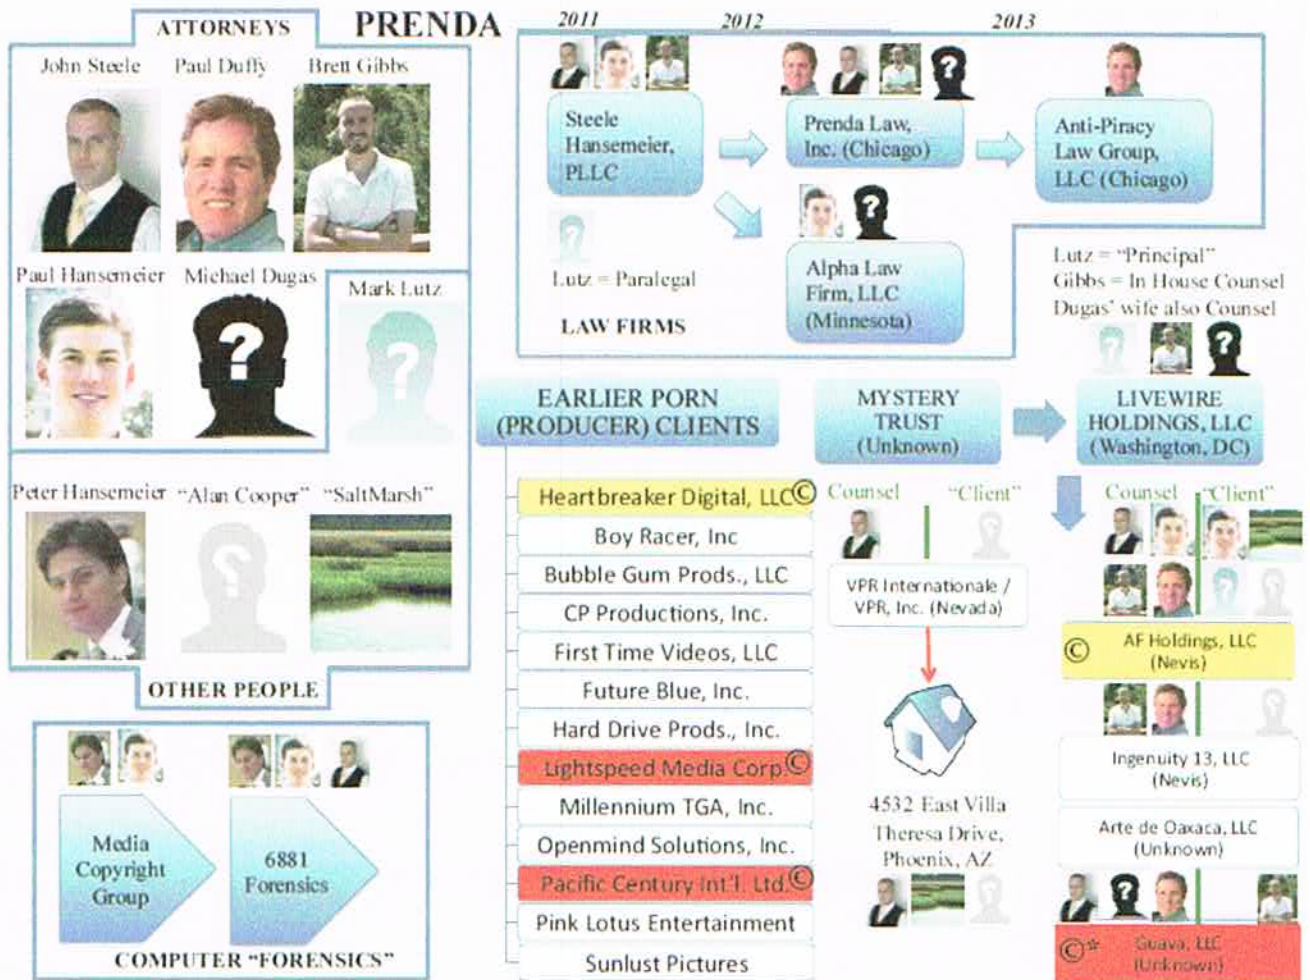 ATTORNEYS
PRENDA
2011
2012
2013
John Steele
Paul Duffy
Brett Gibbs
Paul Hansemeier
Michael Dugas
Mark Lutz
?
?
Peter Hansemeier
"Alan Cooper"
"SaltMarsh"
?
OTHER PEOPLE
Media
Copyright
Group
6881
Forensics
COMPUTER "FORENSICS"
?
Steele
Hansemeier,
PLLC
Prenda Law,
Inc. (Chicago)
Anti-Piracy
Law Group,
LLC (Chicago)
?
?
Lutz = Paralegal
Alpha Law
Firm, LLC
(Minnesota)
LAW FIRMS
Lutz = "Principal"
Gibbs = In House Counsel
Dugas' wife also Counsel
?
?
EARLIER PORN
(PRODUCER) CLIENTS
Heartbreaker Digital, LLC©
Boy Racer, Inc
Bubble Gum Prods., LLC
CP Productions, Inc.
First Time Videos, LLC
Future Blue, Inc.
Hard Drive Prods., Inc.
Lightspeed Media Corp.©
Millennium TGA, Inc.
Openmind Solutions, Inc.
Pacific Century Int'l. Ltd.©
Pink Lotus Entertainment
Sunlust Pictures
MYSTERY
TRUST
(Unknown)
Counsel
"Client"
?
VPR Internationale /
VPR, Inc. (Nevada)
4532 East Villa
Theresa Drive,
Phoenix, AZ
?
LIVEWIRE
HOLDINGS, LLC
(Washington, DC)
Counsel
"Client"
?
?
© AF Holdings, LLC
(Nevis)
?
Ingenuity 13, LLC
(Nevis)
Arte de Oaxaca, LLC
(Unknown)
?
©* Guava, LLC
(Unknown)